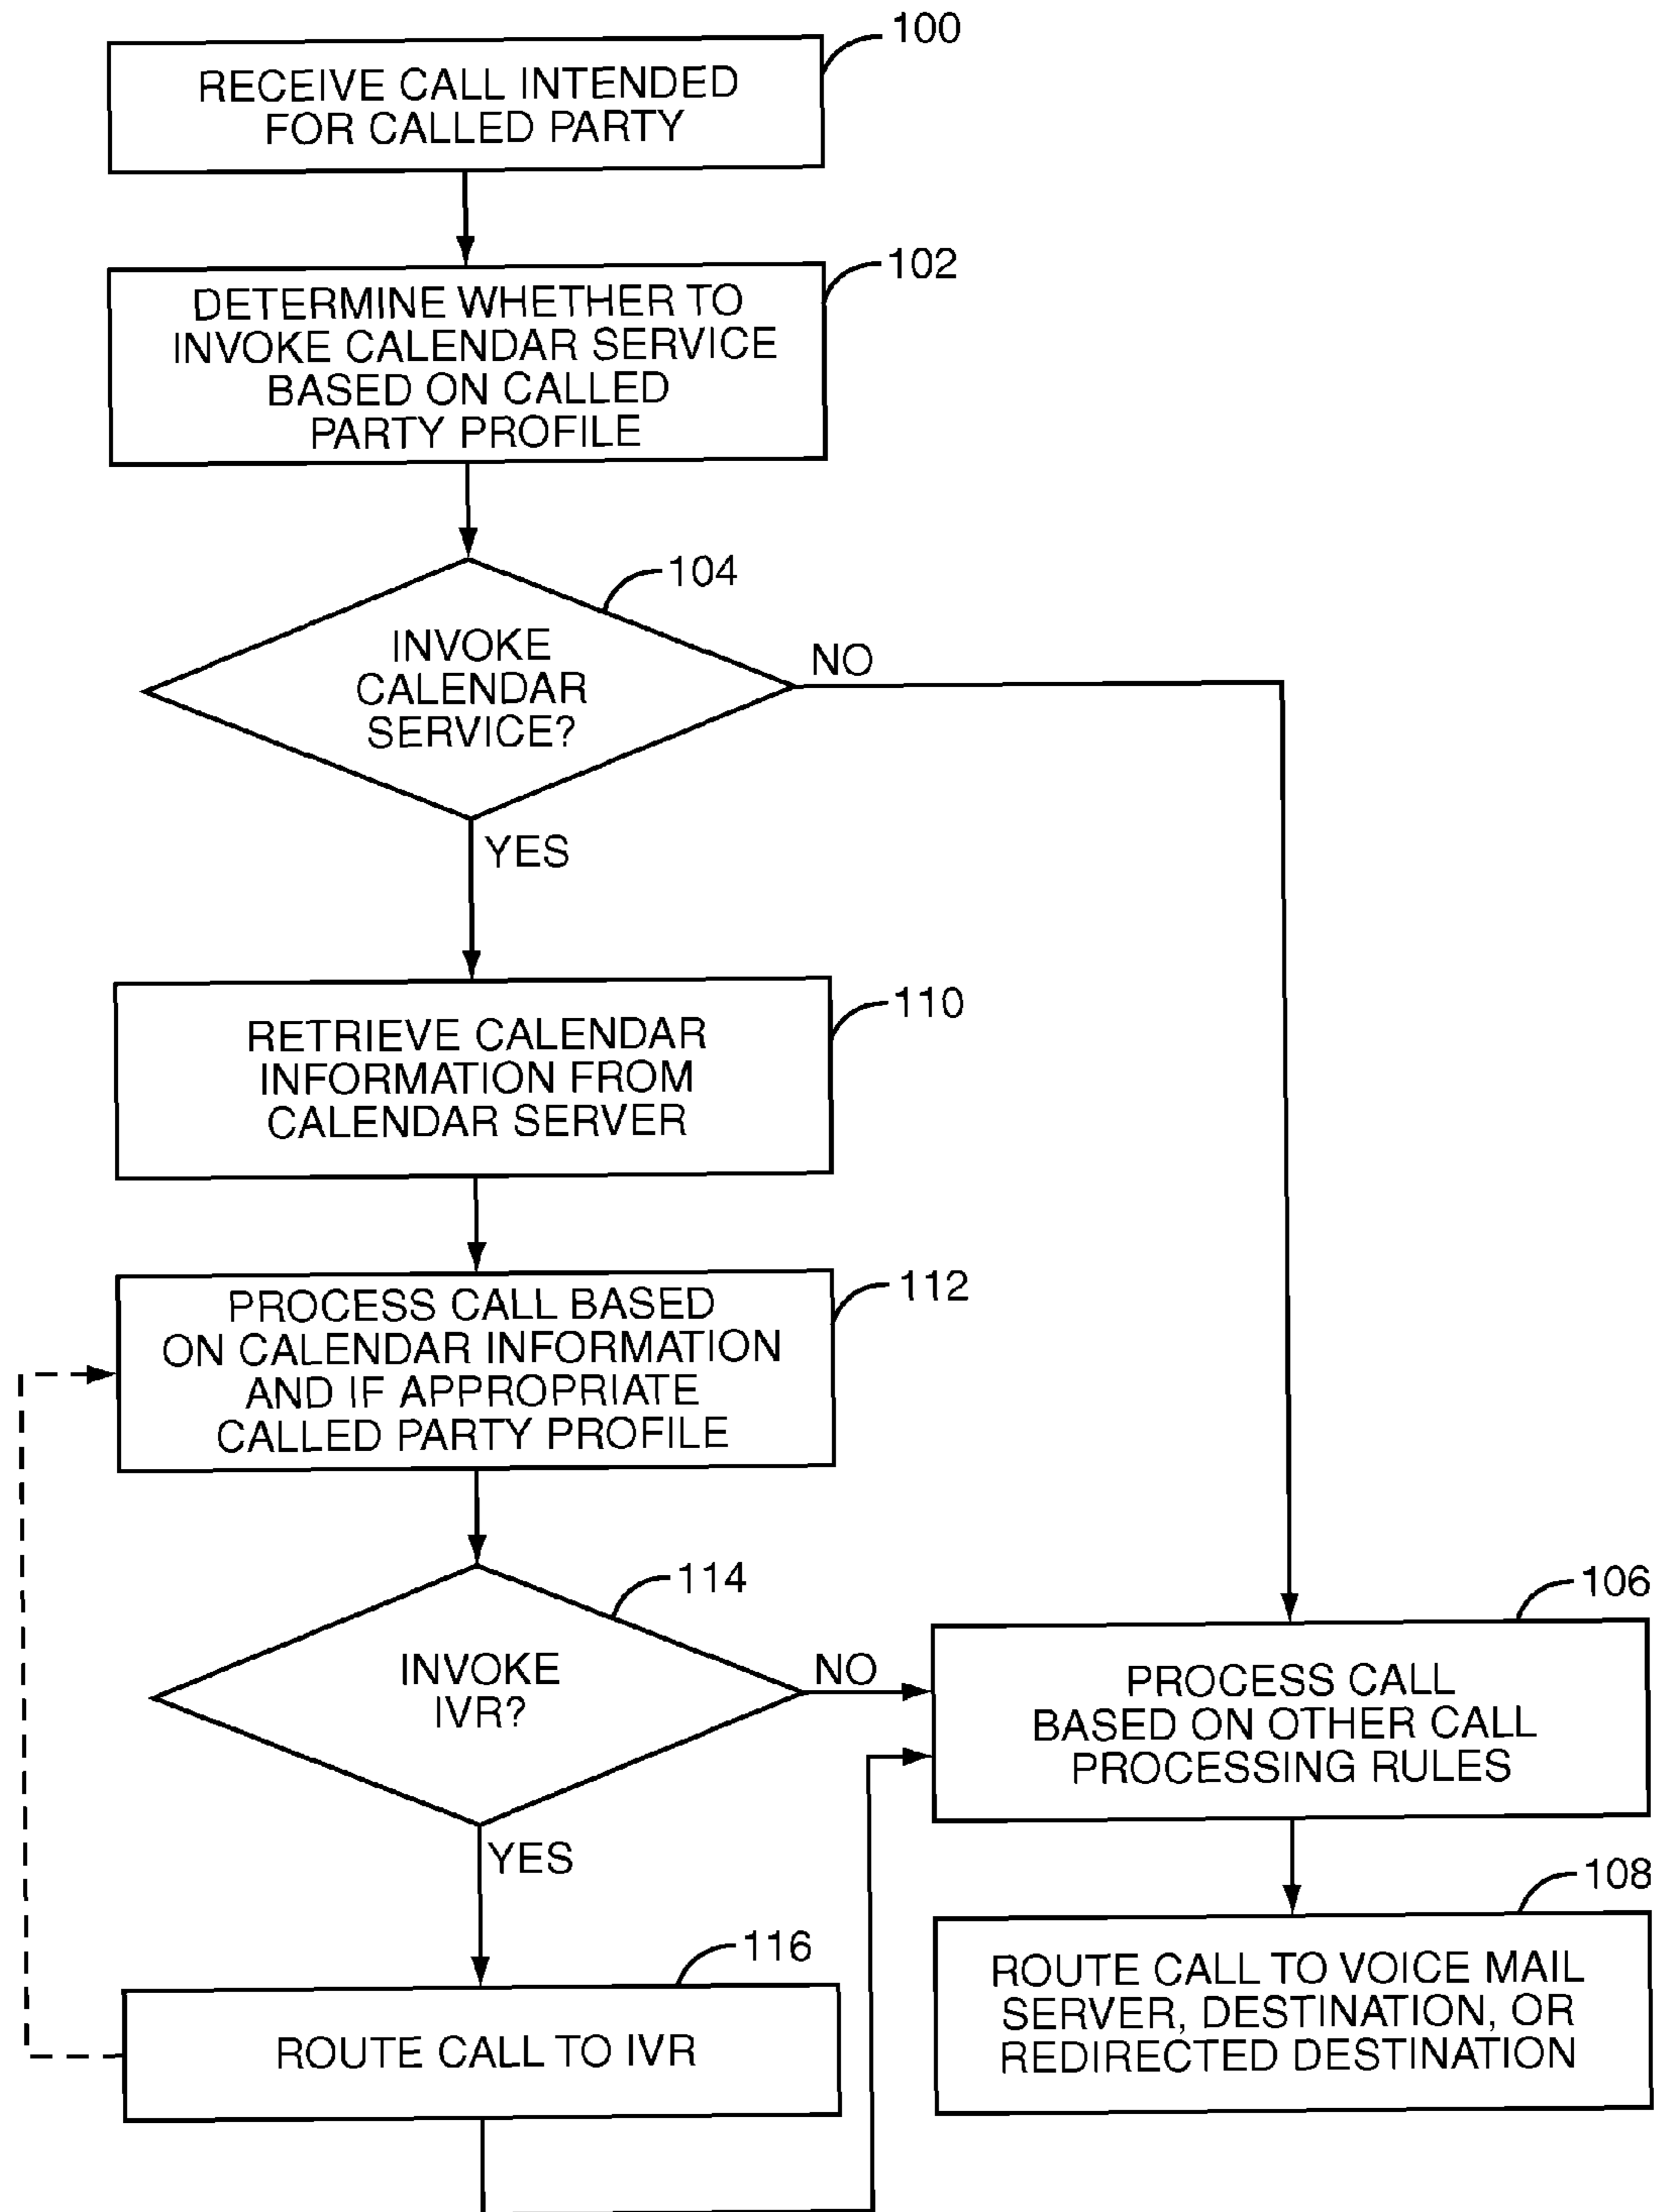 100
RECEIVE CALL INTENDED
FOR CALLED PARTY
102
DETERMINE WHETHER TO
INVOKE CALENDAR SERVICE
BASED ON CALLED
PARTY PROFILE
104
INVOKE
CALENDAR
SERVICE?
NO
YES
110
RETRIEVE CALENDAR
INFORMATION FROM
CALENDAR SERVER
112
PROCESS CALL BASED
ON CALENDAR INFORMATION
AND IF APPROPRIATE
CALLED PARTY PROFILE
114
INVOKE
IVR?
NO
YES
106
PROCESS CALL
BASED ON OTHER CALL
PROCESSING RULES
108
ROUTE CALL TO VOICE MAIL
SERVER, DESTINATION, OR
REDIRECTED DESTINATION
116
ROUTE CALL TO IVR